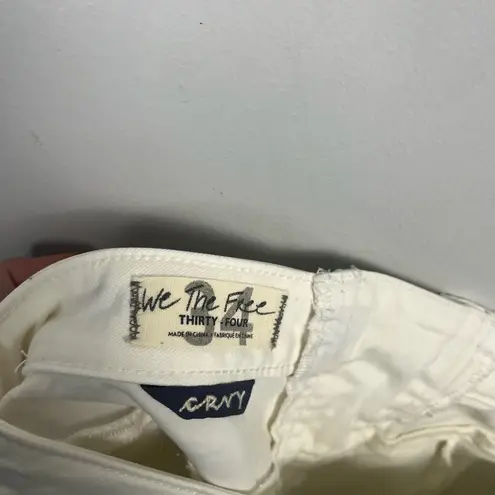 We The Free
34
THIRTY-FOUR
MADE IN CHINA • FABRIQUÉ EN CHINE
CRNY